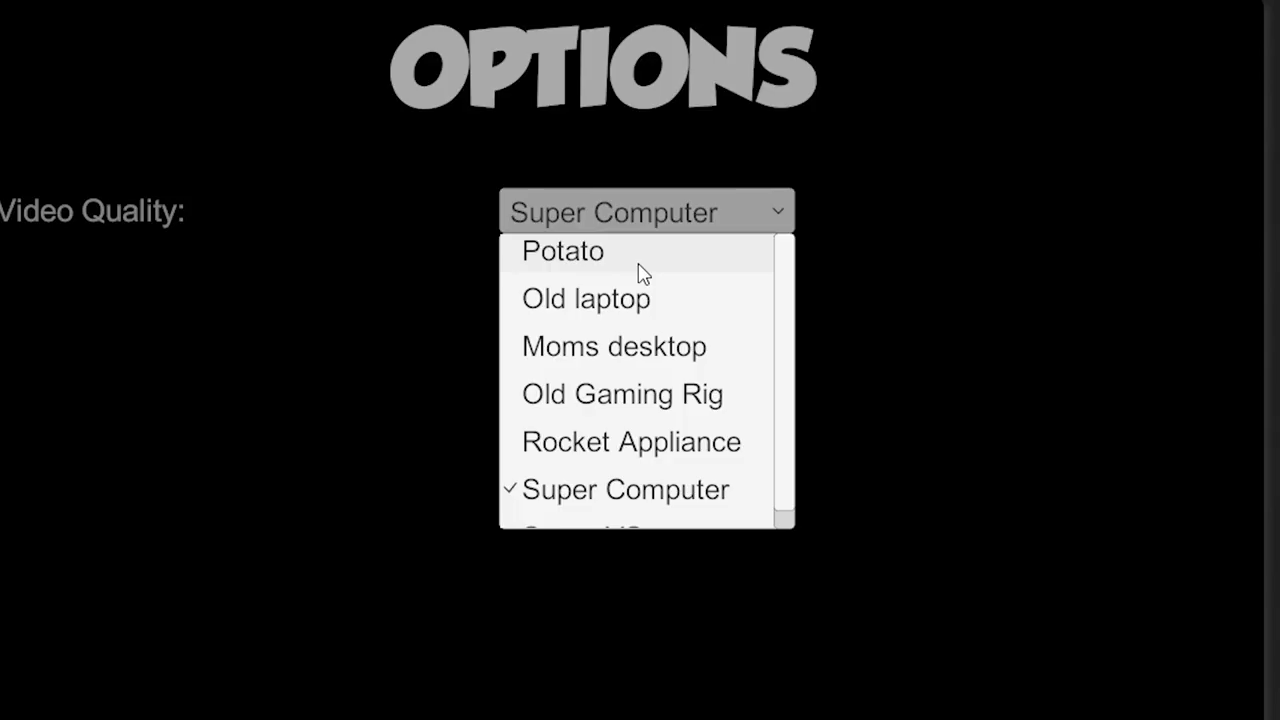 OPTIONS
Video Quality:
Super Computer
Potato
Old laptop
Moms desktop
Old Gaming Rig
Rocket Appliance
Super Computer